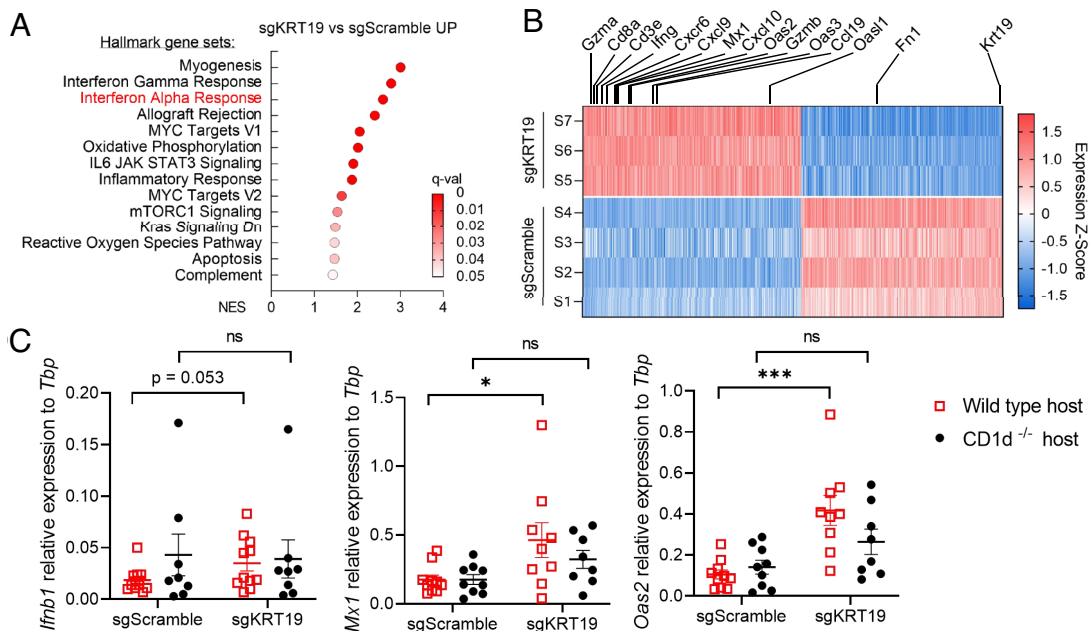 A
sgKRT19 vs sgScramble UP
Hallmark gene sets:
Myogenesis
Interferon Gamma Response
Interferon Alpha Response
Allograft Rejection
MYC Targets V1
Oxidative Phosphorylation
IL6 JAK STAT3 Signaling
Inflammatory Response
MYC Targets V2
mTORC1 Signaling
Kras Signaling Dn
Reactive Oxygen Species Pathway
Apoptosis
Complement
NES
0 1 2 3 4
q-val
0
0.01
0.02
0.03
0.04
0.05
B
Gzma
Cd8a
Cd3e
Ifng
Cxcr6
Cxcl9
Mx1
Cxcl10
Oas2
Gzmb
Oas3
Ccl19
Oasl1
Fn1
Krt19
sgKRT19
S7
S6
S5
sgScramble
S4
S3
S2
S1
1.5
1.0
0.5
0
-0.5
-1.0
-1.5
Expression Z-Score
C
Ifnb1 relative expression to Tbp
0.20
0.15
0.10
0.05
0.00
ns
p = 0.053
sgScramble sgKRT19
Mx1 relative expression to Tbp
1.5
1.0
0.5
0.0
ns
*
sgScramble sgKRT19
Oas2 relative expression to Tbp
1.0
0.8
0.6
0.4
0.2
0.0
ns
***
sgScramble sgKRT19
Wild type host
CD1d -/- host